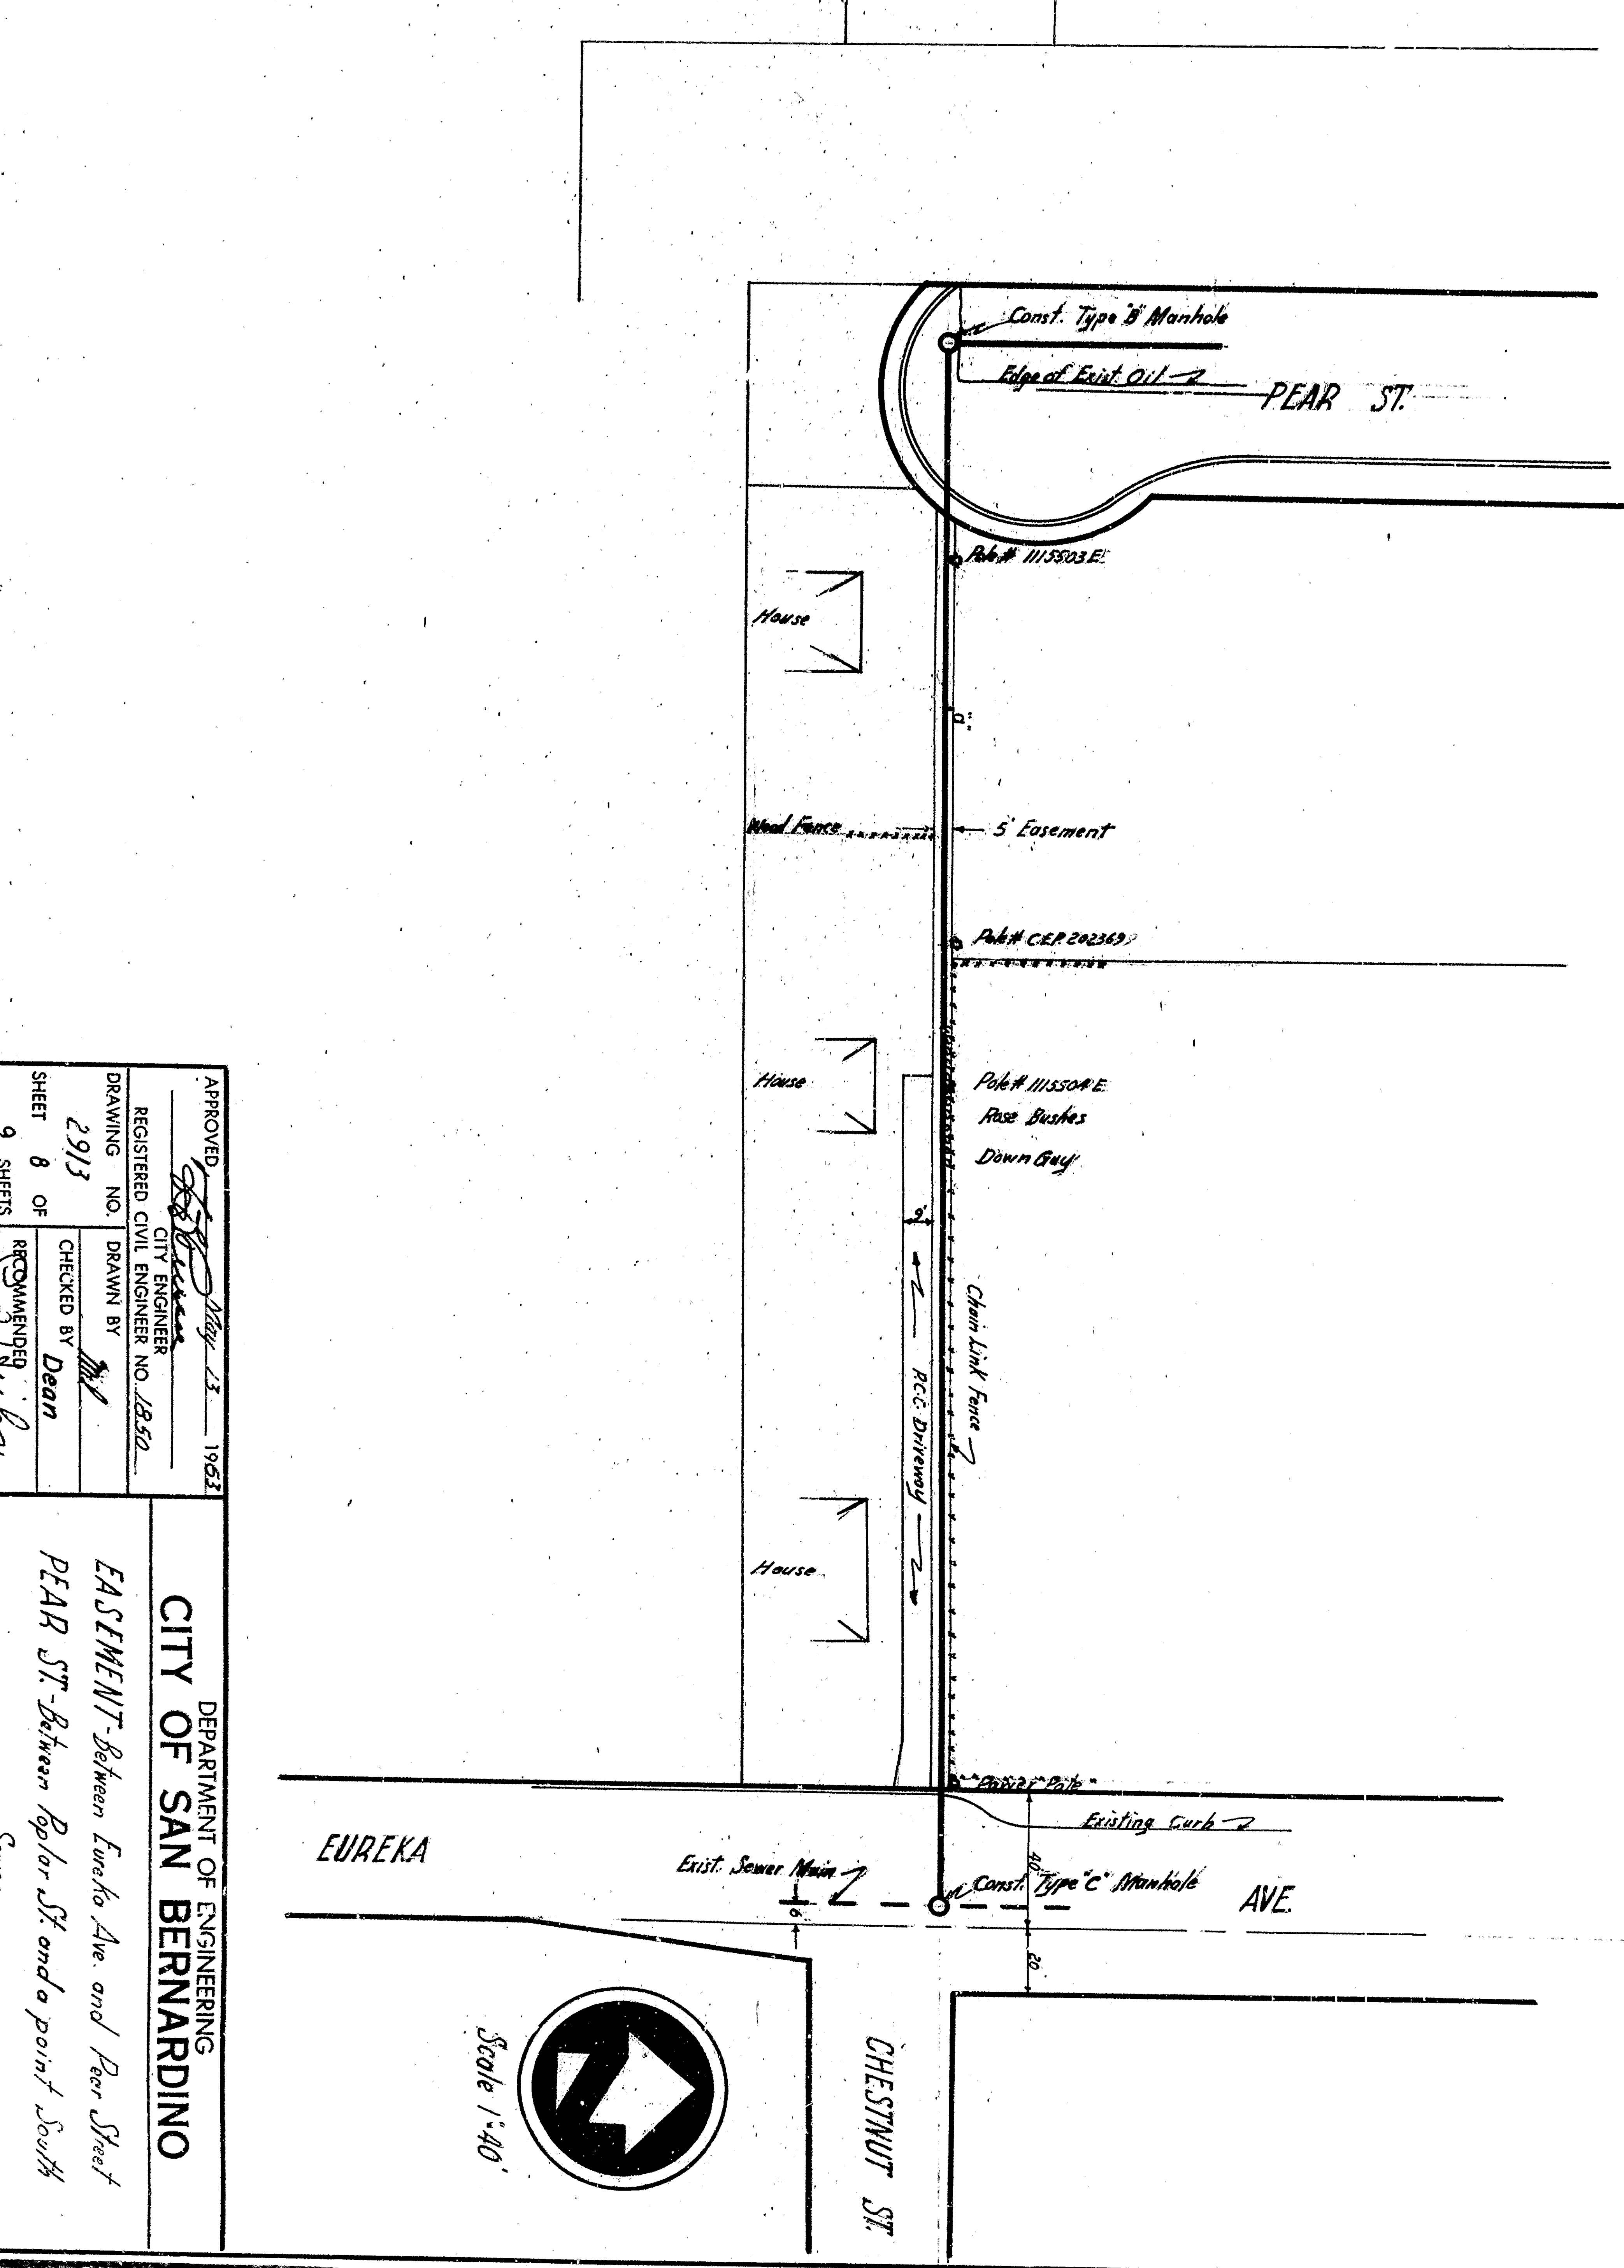 Const. Type "B" Manhole
Edge of Exist. Oil
PEAR ST.
Pole# 1115503E
House
"D"
Wood Fence
5' Easement
Pole# C.E.P. 202369
House
Pole# 1115504E
Rose Bushes
Down Guy
9'
Chain Link Fence
P.C.C. Driveway
House
"Power Pole"
Existing Curb
EUREKA
Exist. Sewer Main
Const. Type "C" Manhole
AVE.
40'
6'
20'
CHESTNUT ST.
Scale 1"=40'
APPROVED May 13 1963
CITY ENGINEER
REGISTERED CIVIL ENGINEER NO. 1850
DRAWING NO.
2913
SHEET 8 OF
9 SHEETS
DRAWN BY
CHECKED BY Dean
RECOMMENDED
DEPARTMENT OF ENGINEERING
CITY OF SAN BERNARDINO
EASEMENT-Between Eureka Ave. and Pear Street
PEAR ST.-Between Poplar St. and a point South